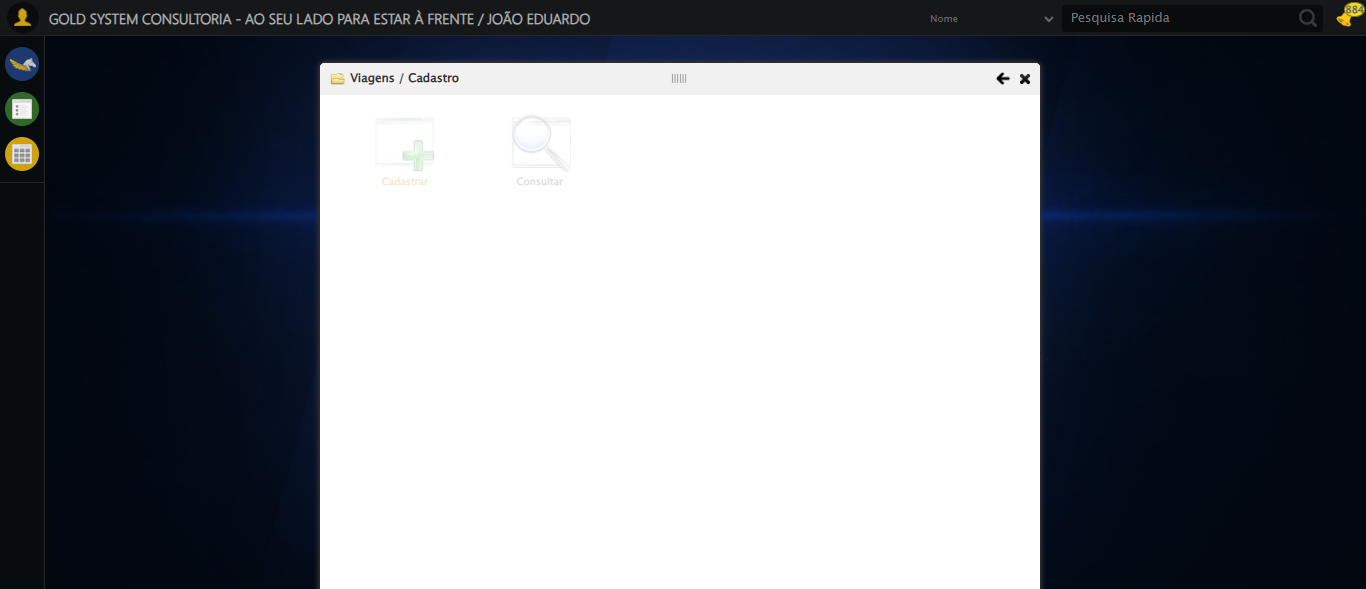 GOLD SYSTEM CONSULTORIA - AO SEU LADO PARA ESTAR À FRENTE / JOÃO EDUARDO
Nome
Pesquisa Rapida
884
Viagens / Cadastro
Cadastrar
Consultar